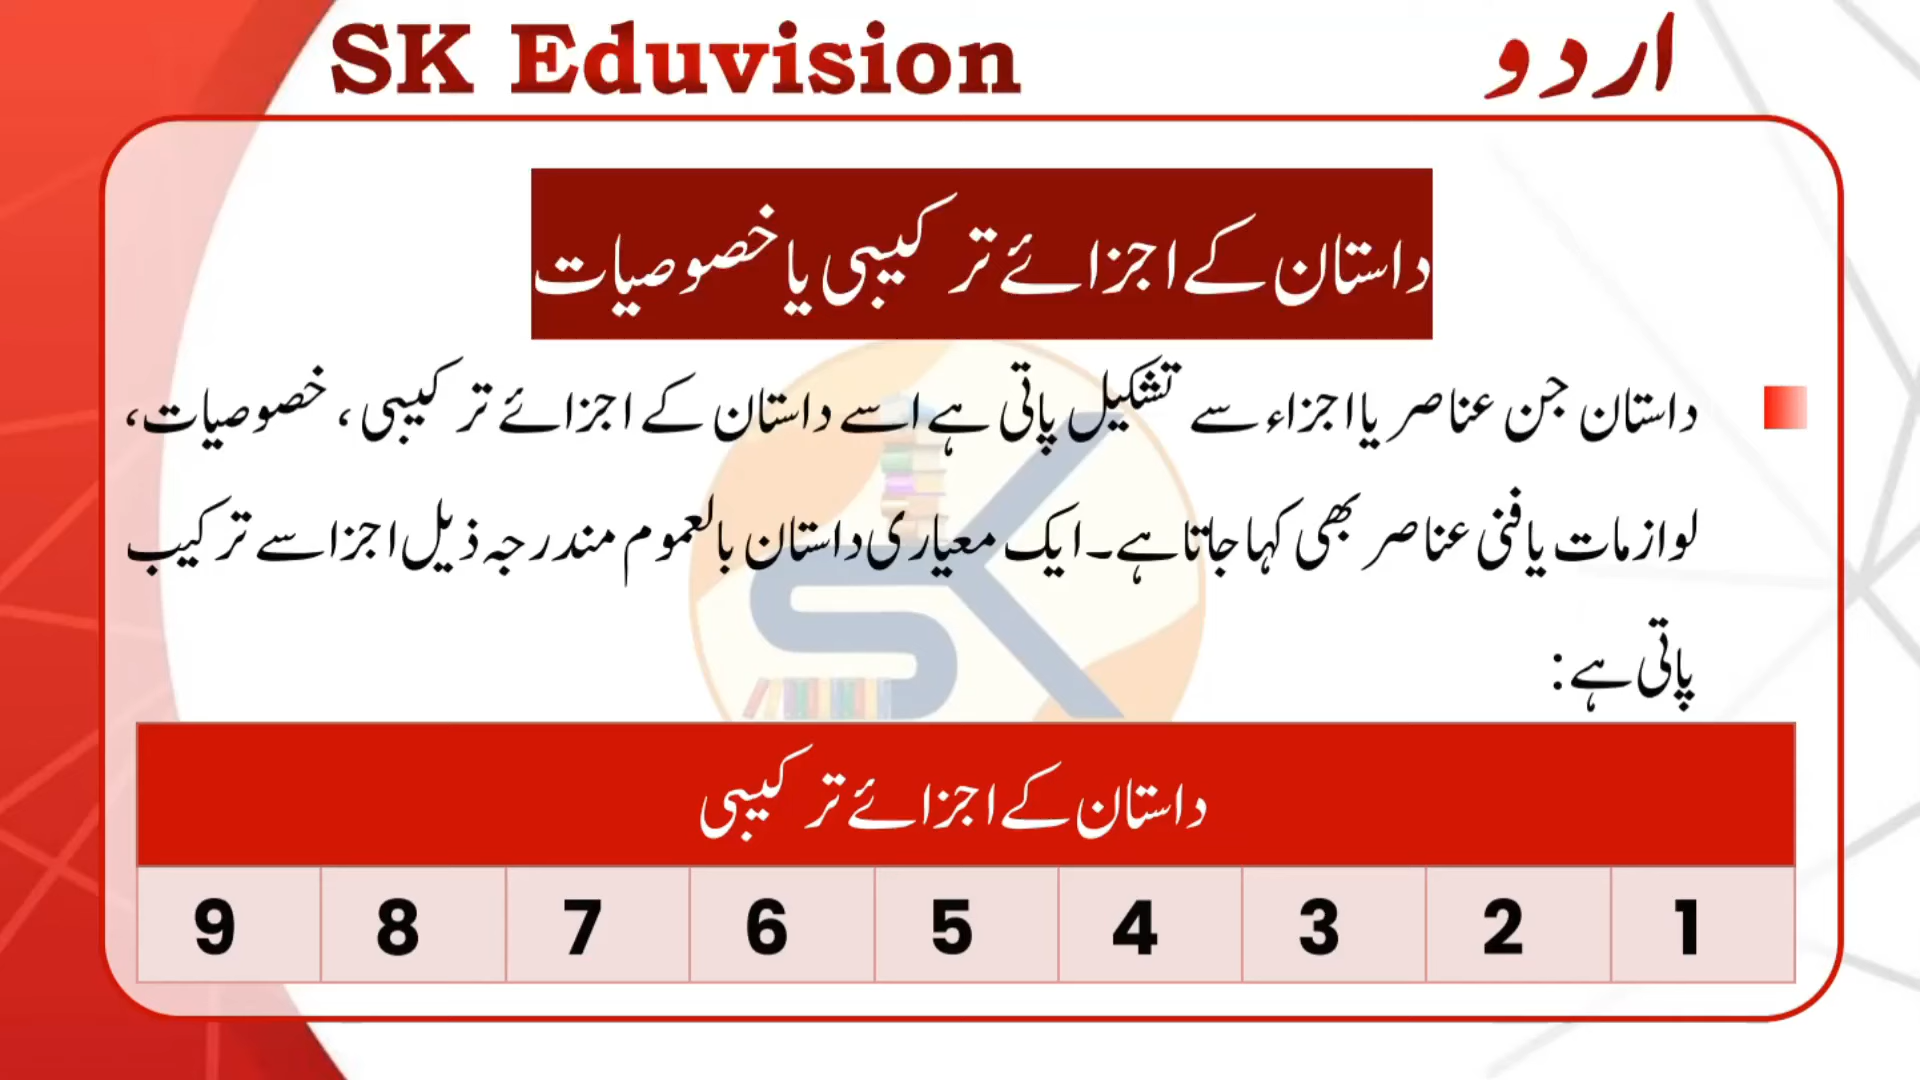 SK Eduvision
اردو
داستان کے اجزائے ترکیبی یا خصوصیات
داستان جن عناصر یا اجزاء سے تشکیل پاتی ہے اسے داستان کے اجزائے ترکیبی، خصوصیات،
لوازمات یا فنی عناصر بھی کہا جاتا ہے۔ ایک معیاری داستان بالعموم مندرجہ ذیل اجزا سے ترکیب
پاتی ہے:
SK
داستان کے اجزائے ترکیبی
1 2 3 4 5 6 7 8 9